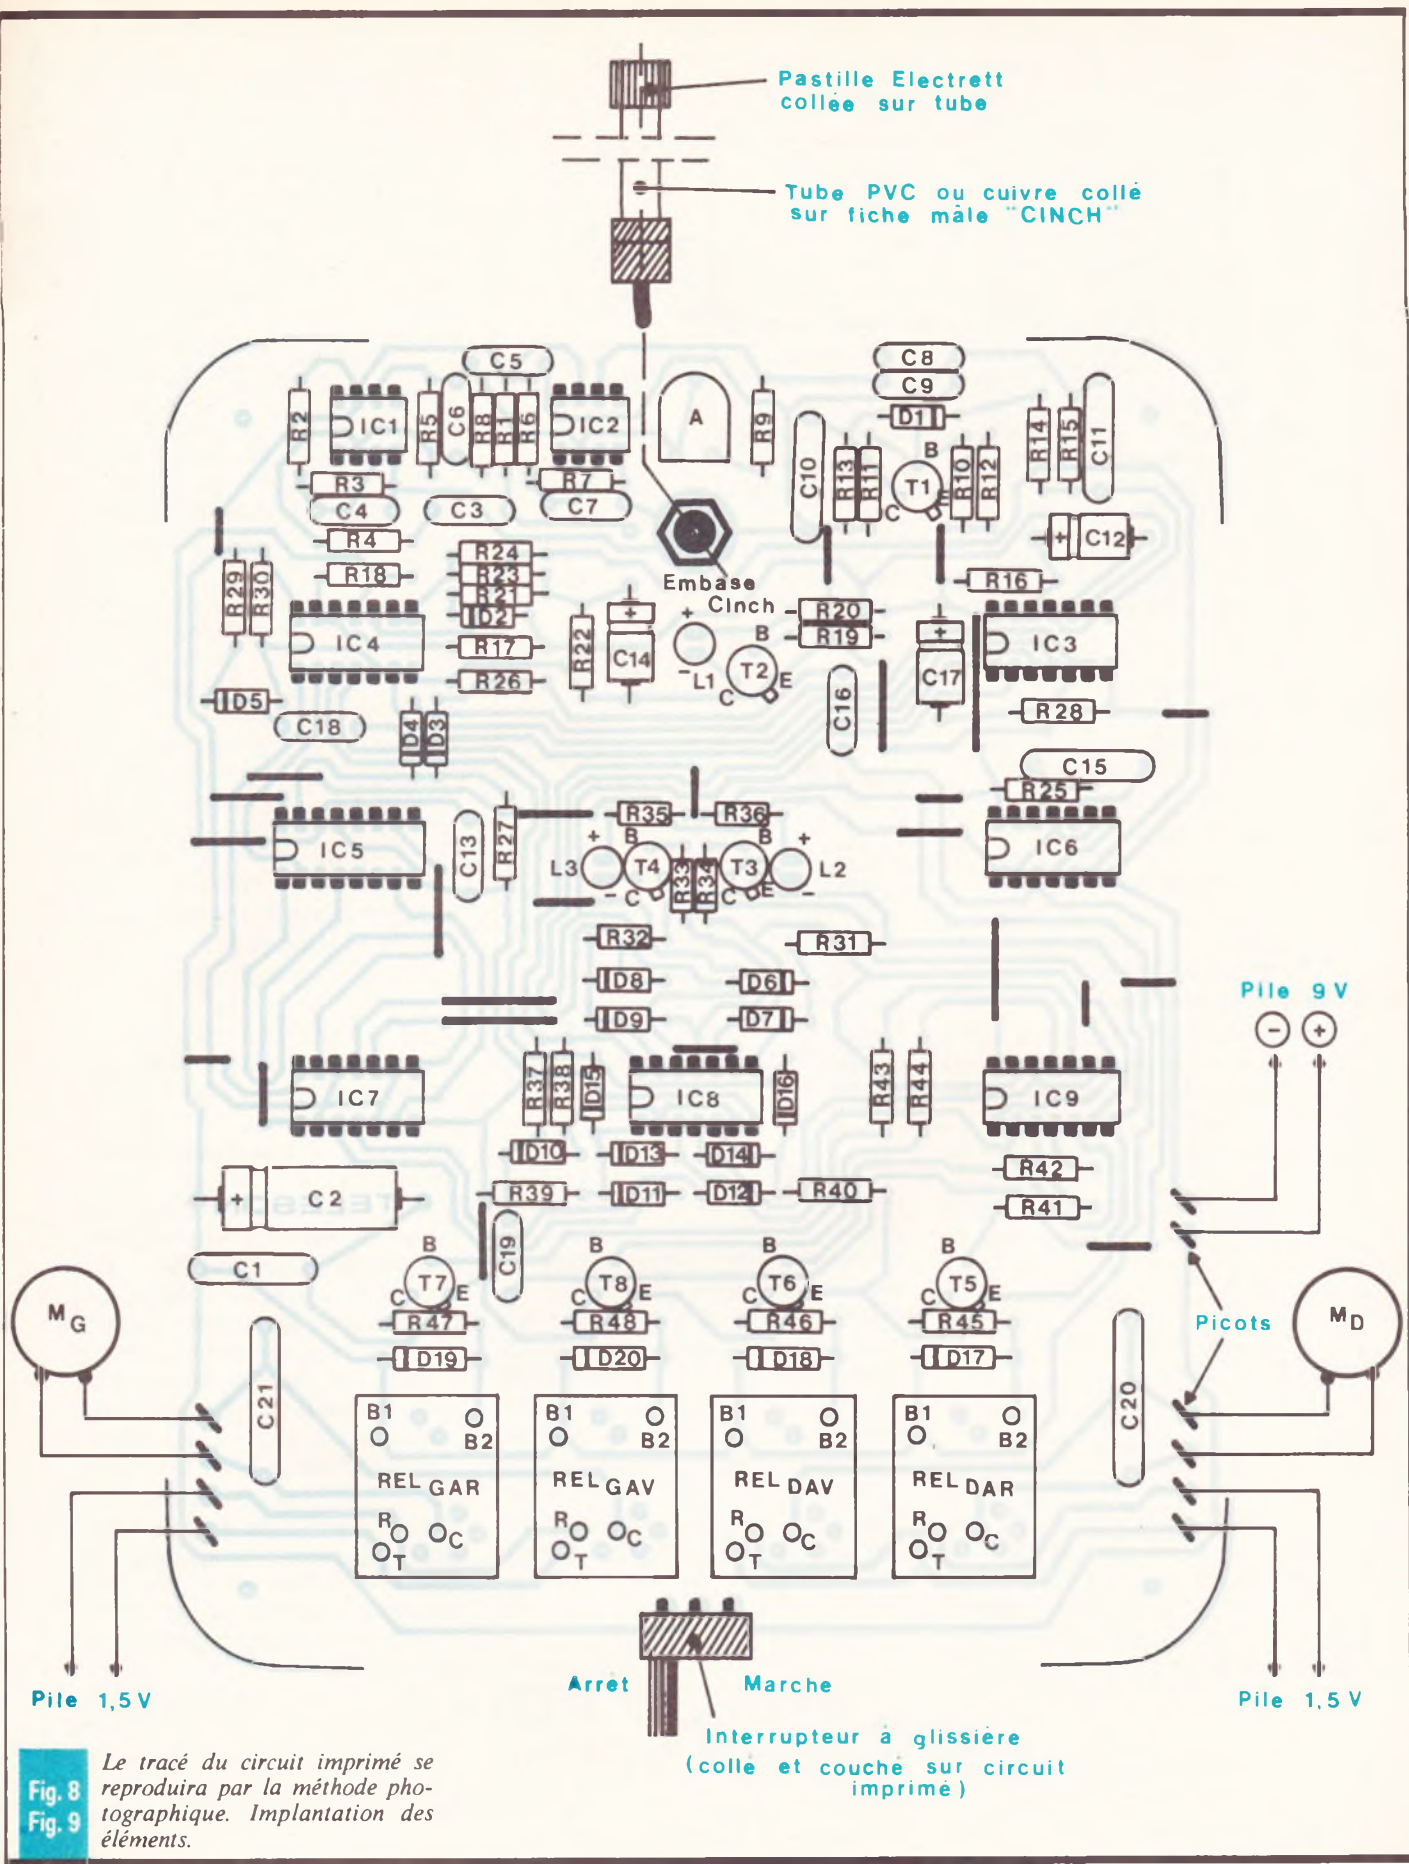 Pastille Electrett
collée sur tube
Tube PVC ou cuivre collé
sur fiche mâle "CINCH"
C5
C8
C9
D1
R2
IC1
R5
C6
R8
R1
R6
IC2
A
R9
C10
R13
R11
B
T1
C
E
R10
R12
R14
R15
C11
R3
C4
C3
R7
C7
+
C12
R4
R18
R24
R23
R21
D2
R17
R26
Embase
Cinch
R16
R29
R30
IC4
R22
+
C14
+
-
L1
B
T2
C
E
R20
R19
+
C17
IC3
D5
C18
D4
D3
C16
R28
C15
R25
R35
R36
IC5
C13
R27
L3
+
-
B
T4
C
R33
R34
B
T3
C
E
+
-
L2
IC6
R32
R31
D8
D6
D9
D7
Pile 9V
-
+
IC7
R37
R38
D15
IC8
D16
R43
R44
IC9
D10
D13
D14
R42
+
C2
R39
D11
D12
R40
R41
C1
C19
B
T7
C
E
B
T8
C
B
T6
C
E
B
T5
C
E
MG
MD
R47
R48
R46
R45
Picots
D19
D20
D18
D17
C21
C20
B1
B2
REL GAR
R
C
T
B1
B2
REL GAV
R
C
T
B1
B2
REL DAV
R
C
T
B1
B2
REL DAR
R
C
T
Arret
Marche
Pile 1,5V
Pile 1,5V
Interrupteur à glissière
(collé et couché sur circuit
imprimé)
Fig. 8
Fig. 9
Le tracé du circuit imprimé se
reproduira par la méthode pho-
tographique. Implantation des
éléments.